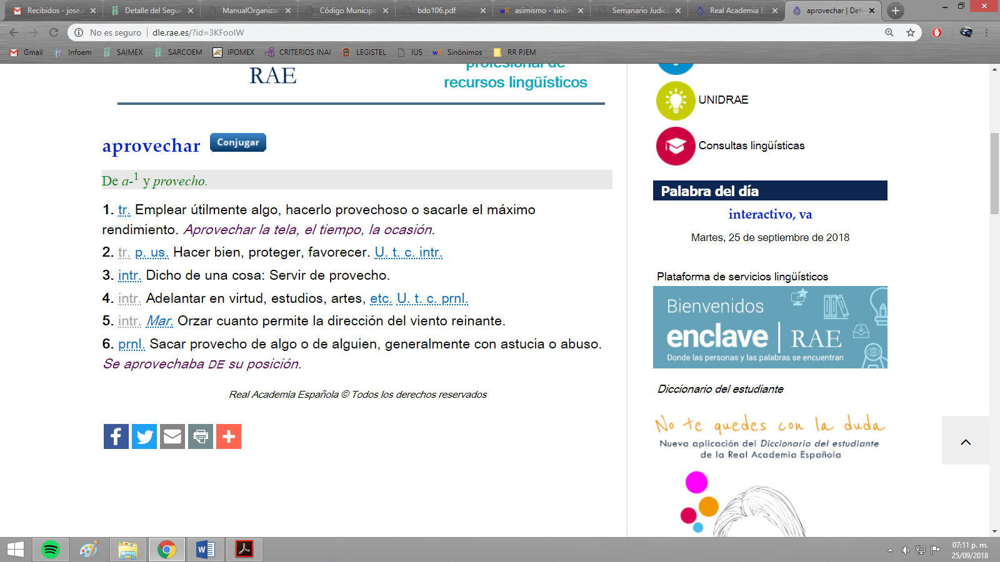 Recibidos - jose.a
Detalle del Segui
ManualOrganiza
Código Municipa
bdo106.pdf
asimismo - sinón
Semanario Judici
Real Academia E
aprovechar | Def
No es seguro | dle.rae.es/?id=3KFooIW
Gmail Infoem SAIMEX SARCOEM IPOMEX CRITERIOS INAI LEGISTEL IUS Sinónimos RR PJEM
RAE
profesional de
recursos lingüísticos
aprovechar Conjugar
De a-1 y provecho.
1. tr. Emplear útilmente algo, hacerlo provechoso o sacarle el máximo
rendimiento. Aprovechar la tela, el tiempo, la ocasión.
2. tr. p. us. Hacer bien, proteger, favorecer. U. t. c. intr.
3. intr. Dicho de una cosa: Servir de provecho.
4. intr. Adelantar en virtud, estudios, artes, etc. U. t. c. prnl.
5. intr. Mar. Orzar cuanto permite la dirección del viento reinante.
6. prnl. Sacar provecho de algo o de alguien, generalmente con astucia o abuso.
Se aprovechaba DE su posición.
Real Academia Española © Todos los derechos reservados
UNIDRAE
Consultas lingüísticas
Palabra del día
interactivo, va
Martes, 25 de septiembre de 2018
Plataforma de servicios lingüísticos
Bienvenidos
enclave | RAE
Donde las personas y las palabras se encuentran
Diccionario del estudiante
No te quedes con la duda
Nueva aplicación del Diccionario del estudiante
de la Real Academia Española
07:11 p. m.
25/09/2018